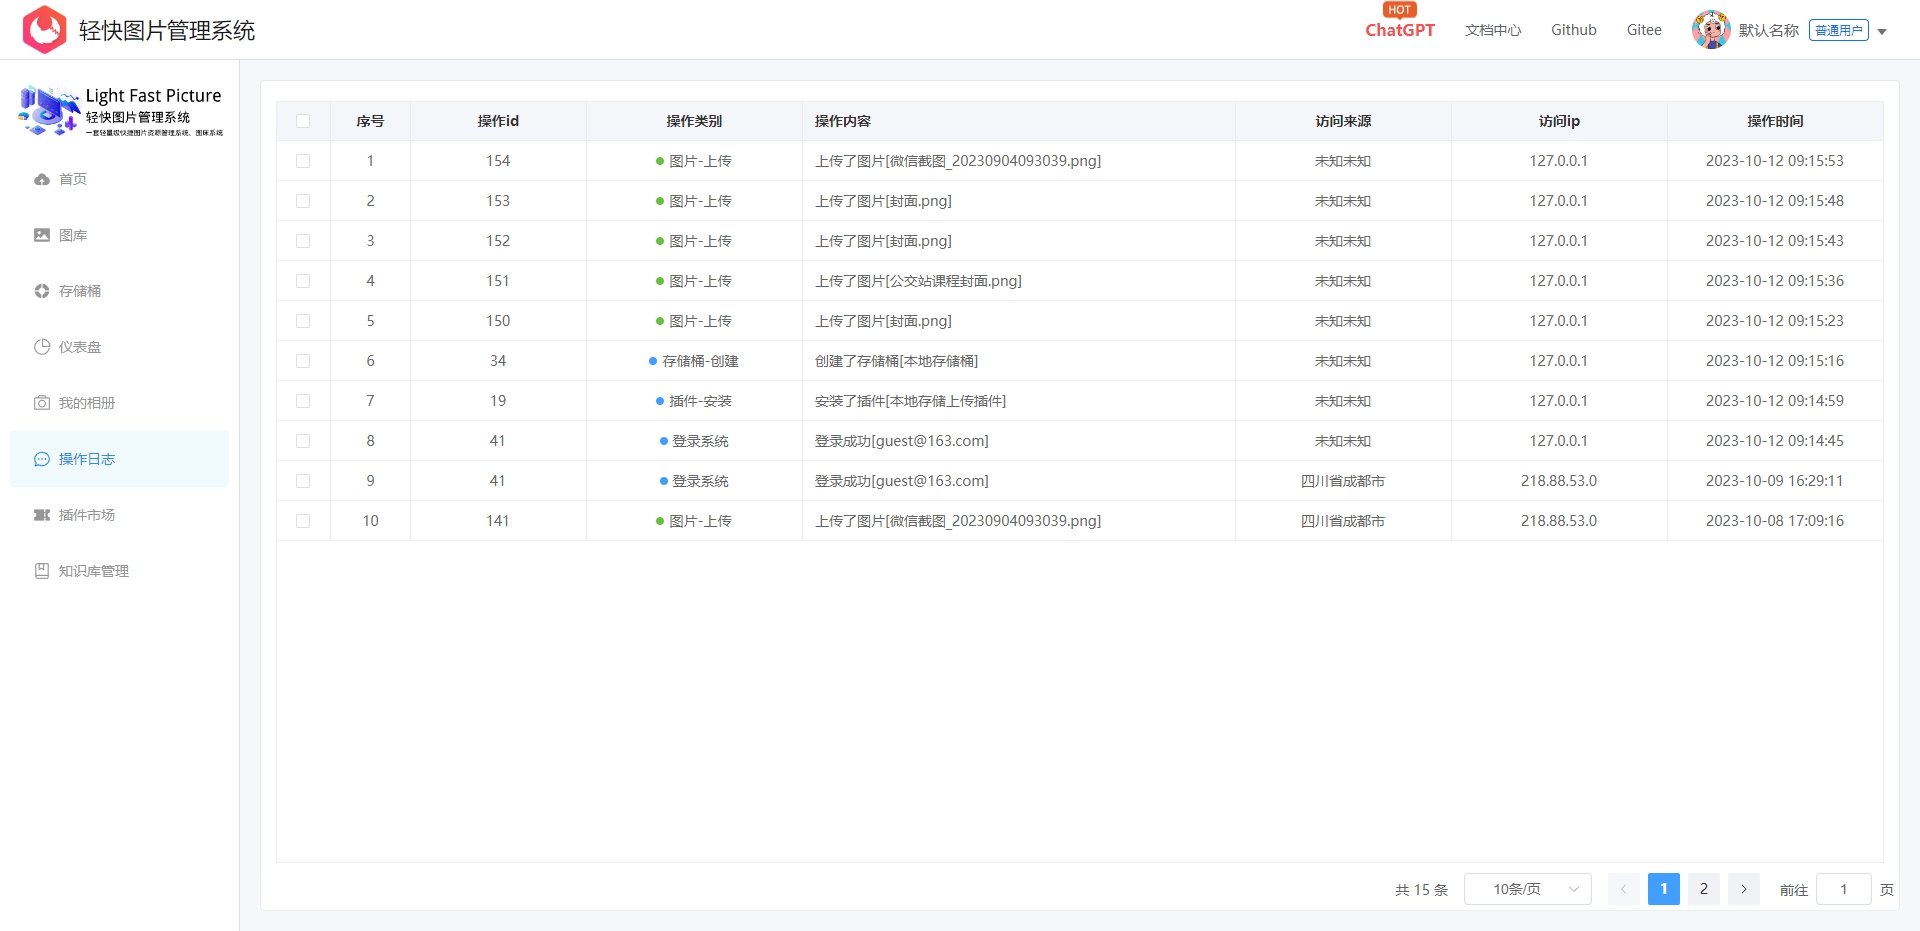 轻快图片管理系统
HOT
ChatGPT 文档中心 Github Gitee 默认名称 普通用户
Light Fast Picture
轻快图片管理系统
一套轻量级快捷图片资源管理系统、图床系统
首页
图库
存储桶
仪表盘
我的相册
操作日志
插件市场
知识库管理
序号 操作id 操作类别 操作内容 访问来源 访问ip 操作时间
1 154 图片-上传 上传了图片[微信截图_20230904093039.png] 未知未知 127.0.0.1 2023-10-12 09:15:53
2 153 图片-上传 上传了图片[封面.png] 未知未知 127.0.0.1 2023-10-12 09:15:48
3 152 图片-上传 上传了图片[封面.png] 未知未知 127.0.0.1 2023-10-12 09:15:43
4 151 图片-上传 上传了图片[公交站课程封面.png] 未知未知 127.0.0.1 2023-10-12 09:15:36
5 150 图片-上传 上传了图片[封面.png] 未知未知 127.0.0.1 2023-10-12 09:15:23
6 34 存储桶-创建 创建了存储桶[本地存储桶] 未知未知 127.0.0.1 2023-10-12 09:15:16
7 19 插件-安装 安装了插件[本地存储上传插件] 未知未知 127.0.0.1 2023-10-12 09:14:59
8 41 登录系统 登录成功[guest@163.com] 未知未知 127.0.0.1 2023-10-12 09:14:45
9 41 登录系统 登录成功[guest@163.com] 四川省成都市 218.88.53.0 2023-10-09 16:29:11
10 141 图片-上传 上传了图片[微信截图_20230904093039.png] 四川省成都市 218.88.53.0 2023-10-08 17:09:16
共 15 条 10条/页 1 2 前往 1 页